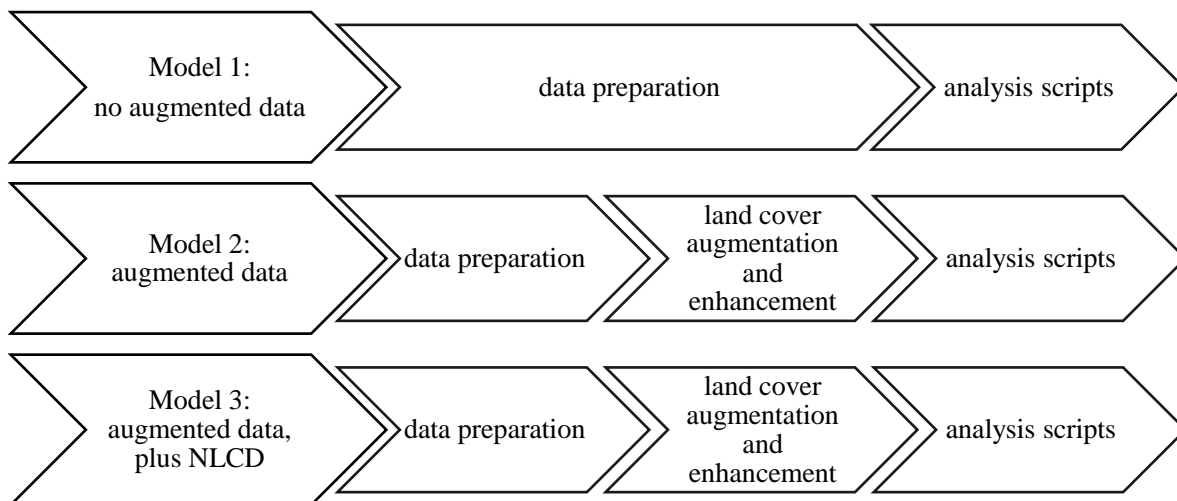 Model 1:
no augmented data
data preparation
analysis scripts
Model 2:
augmented data
data preparation
land cover
augmentation
and
enhancement
analysis scripts
Model 3:
augmented data,
plus NLCD
data preparation
land cover
augmentation
and
enhancement
analysis scripts